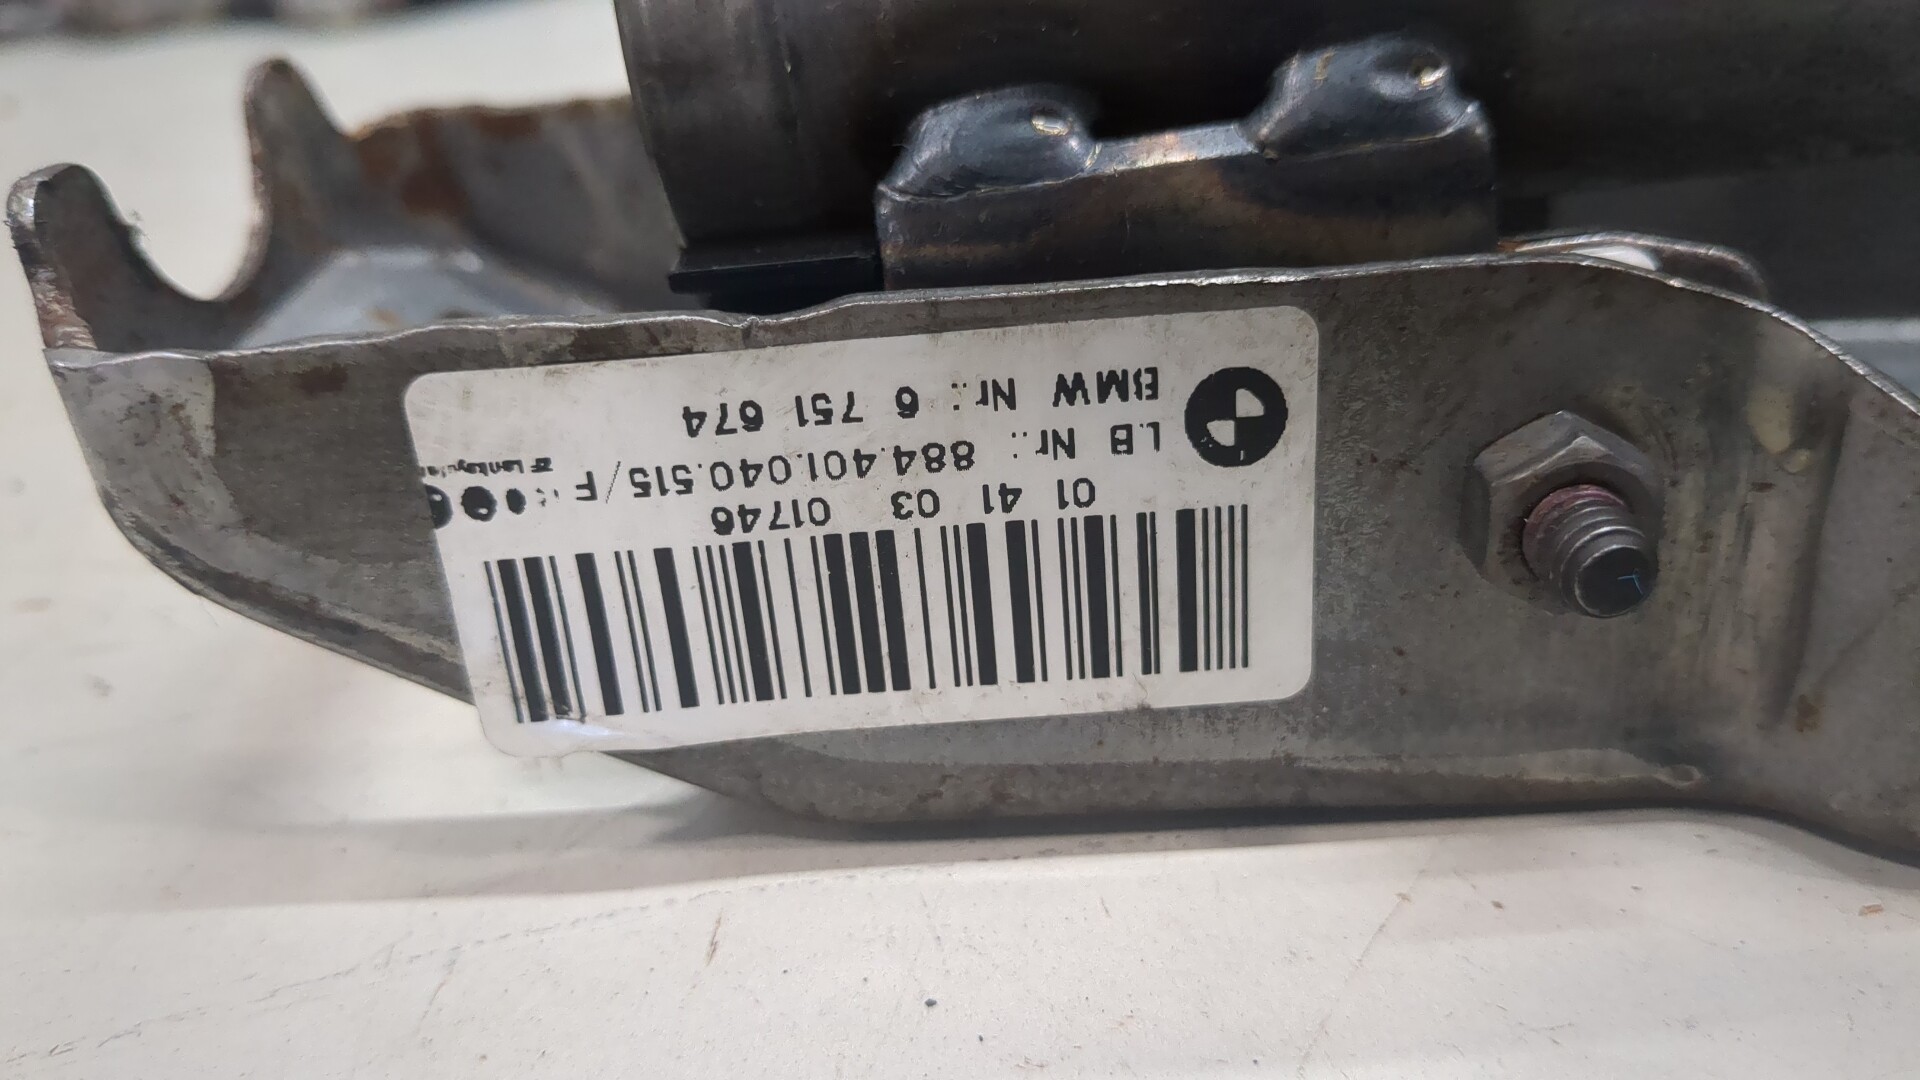 01 41 03 01746
LB Nr.: 884.401.040.515/F
BMW Nr.: 6 751 674